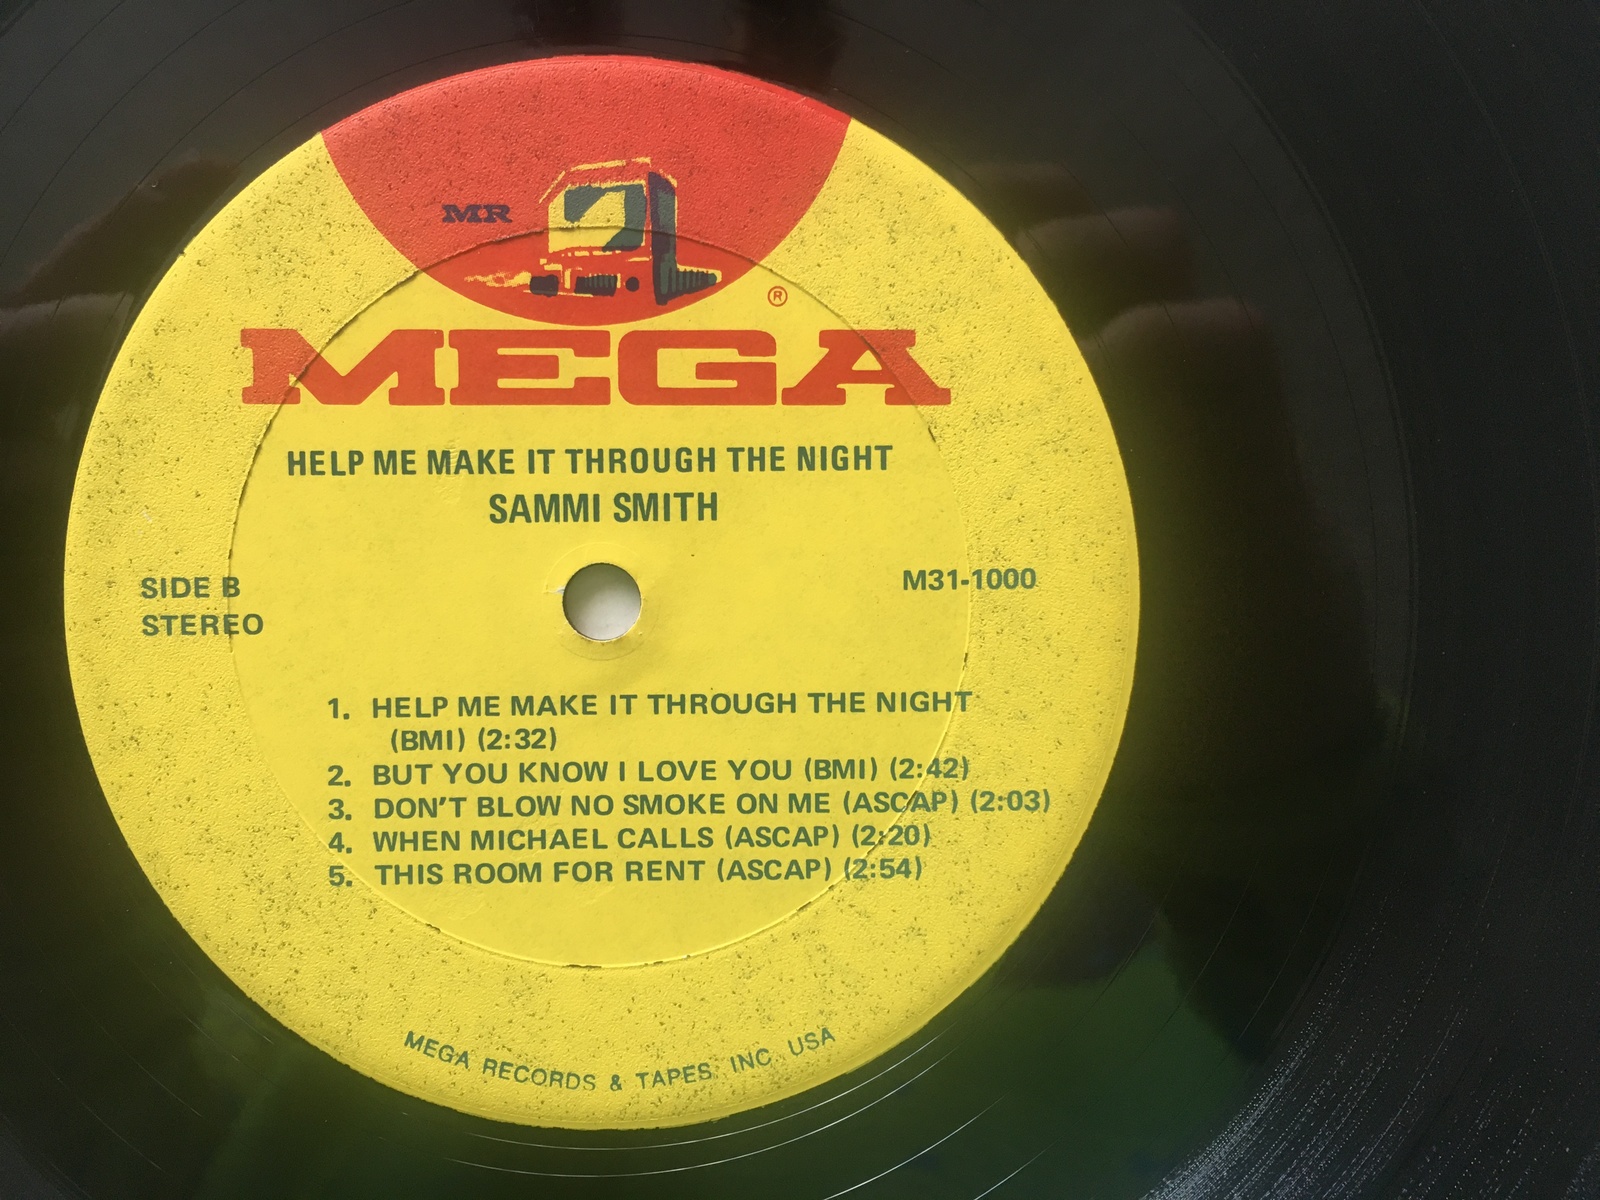 MR
®
MEGA
HELP ME MAKE IT THROUGH THE NIGHT
SAMMI SMITH
SIDE B
STEREO
M31-1000
1. HELP ME MAKE IT THROUGH THE NIGHT
(BMI) (2:32)
2. BUT YOU KNOW I LOVE YOU (BMI) (2:42)
3. DON'T BLOW NO SMOKE ON ME (ASCAP) (2:03)
4. WHEN MICHAEL CALLS (ASCAP) (2:20)
5. THIS ROOM FOR RENT (ASCAP) (2:54)
MEGA RECORDS & TAPES, INC. USA